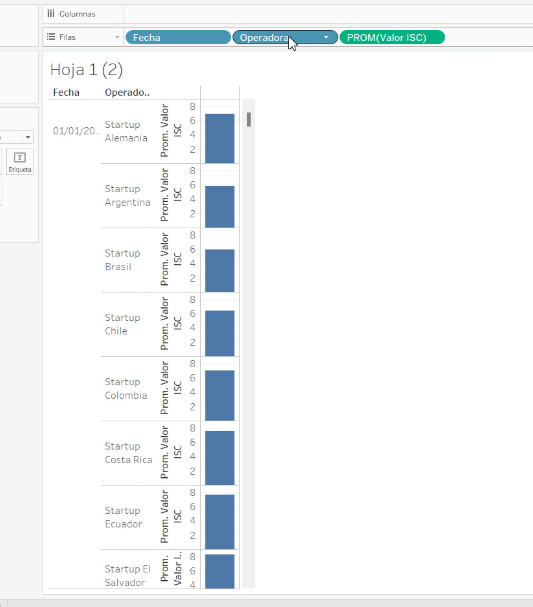 Columnas
Filas
Fecha
Operadora
PROM(Valor ISC)
Hoja 1 (2)
Fecha
Operado..
Etiqueta
01/01/20..
Startup
Alemania
Prom. Valor
ISC
8
6
4
2
Startup
Argentina
Prom. Valor
ISC
8
6
4
2
Startup
Brasil
Prom. Valor
ISC
8
6
4
2
Startup
Chile
Prom. Valor
ISC
8
6
4
2
Startup
Colombia
Prom. Valor
ISC
8
6
4
2
Startup
Costa Rica
Prom. Valor
ISC
8
6
4
2
Startup
Ecuador
Prom. Valor
ISC
8
6
4
2
Startup El
Salvador
Prom.
Valor I..
8
6
4